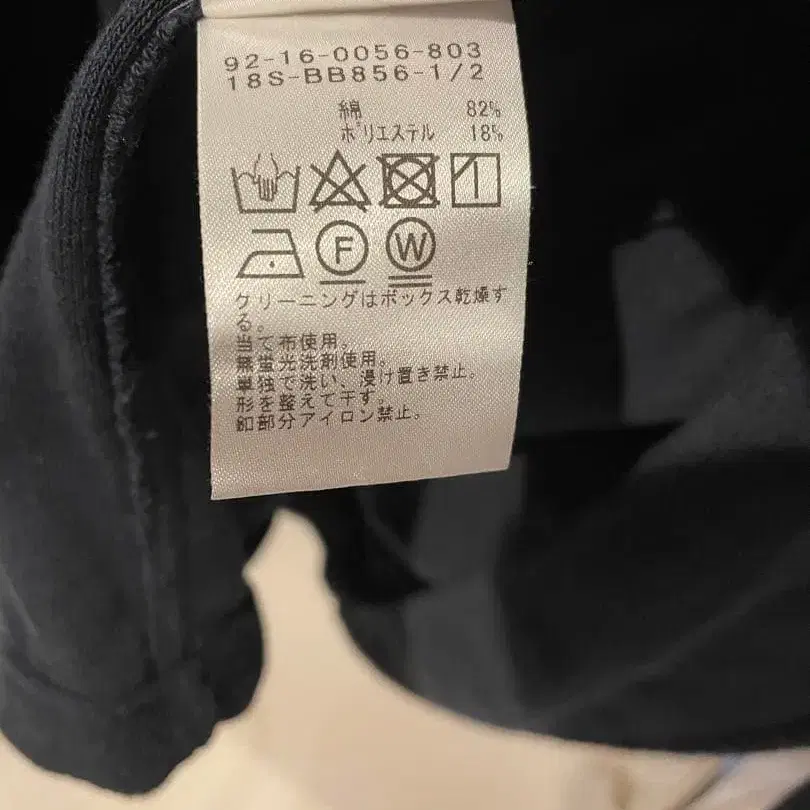 92-16-0056-803
18S-BB856-1/2
綿 82%
ポリエステル 18%
F W
クリーニングはボックス乾燥す
る。
当て布使用。
無蛍光洗剤使用。
単独で洗い、浸け置き禁止。
形を整えて干す。
釦部分アイロン禁止。